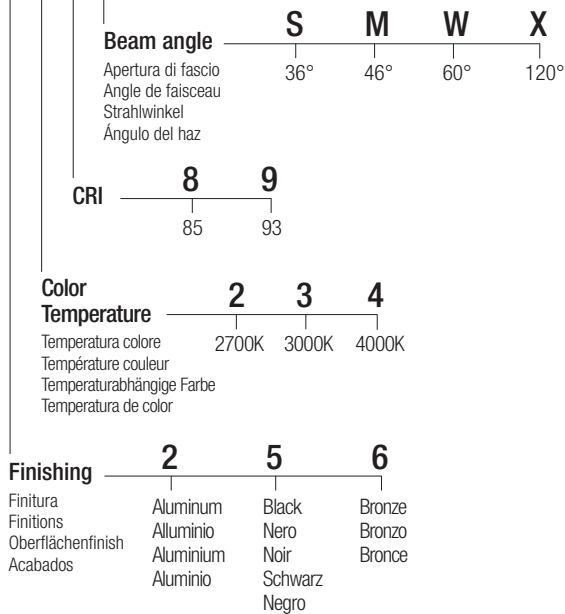 Beam angle S M W X
Apertura di fascio 36° 46° 60° 120°
Angle de faisceau
Strahlwinkel
Ángulo del haz
CRI 8 9
85 93
Color
Temperature 2 3 4
Temperatura colore 2700K 3000K 4000K
Température couleur
Temperaturabhängige Farbe
Temperatura de color
Finishing 2 5 6
Finitura Aluminum Black Bronze
Finitions Alluminio Nero Bronzo
Oberflächenfinish Aluminium Noir Bronce
Acabados Aluminio Schwarz
Negro